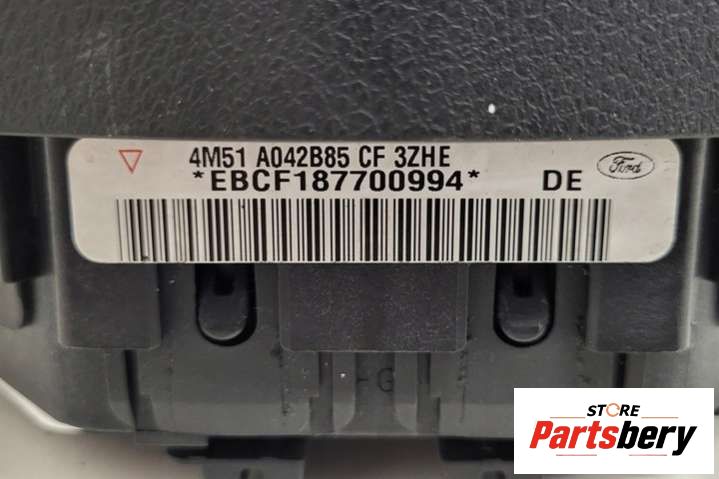 4M51 A042B85 CF 3ZHE
*EBCF187700994* DE
Ford
-G
STORE
Partsbery